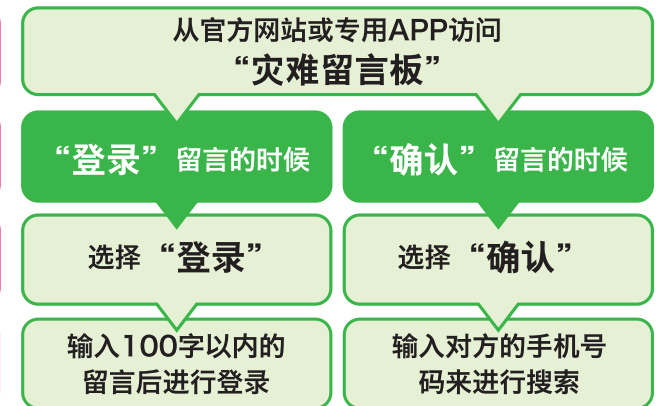 从官方网站或专用APP访问
“灾难留言板”
“登录” 留言的时候
“确认” 留言的时候
选择 “登录”
选择 “确认”
输入100字以内的
留言后进行登录
输入对方的手机号
码来进行搜索